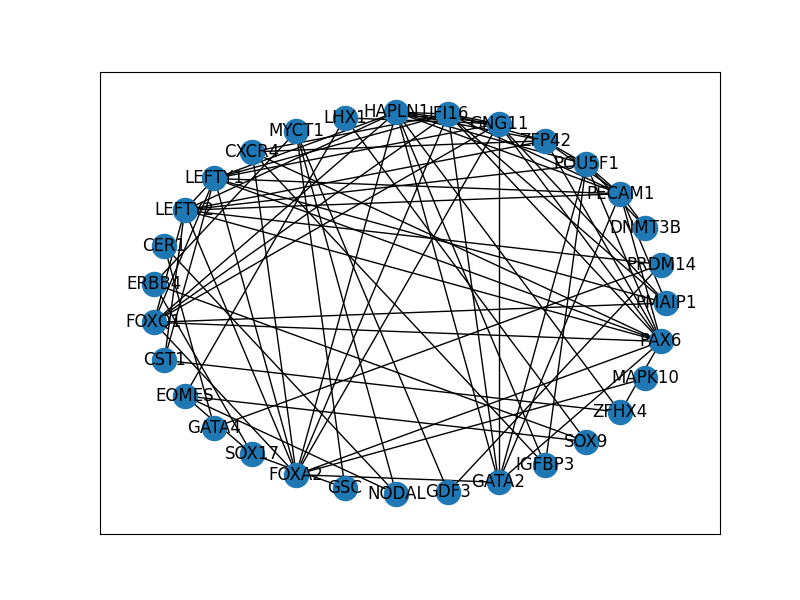 HAPLN1
IFI16
LHX1
GNG11
MYCT1
ZFP42
CXCR4
POU5F1
LEFTY1
PECAM1
LEFTY2
DNMT3B
CER1
PRDM14
ERBB4
PMAIP1
FOXQ1
PAX6
CST1
MAPK10
EOMES
ZFHX4
GATA4
SOX9
SOX17
IGFBP3
FOXA2
GATA2
GSC
GDF3
NODAL